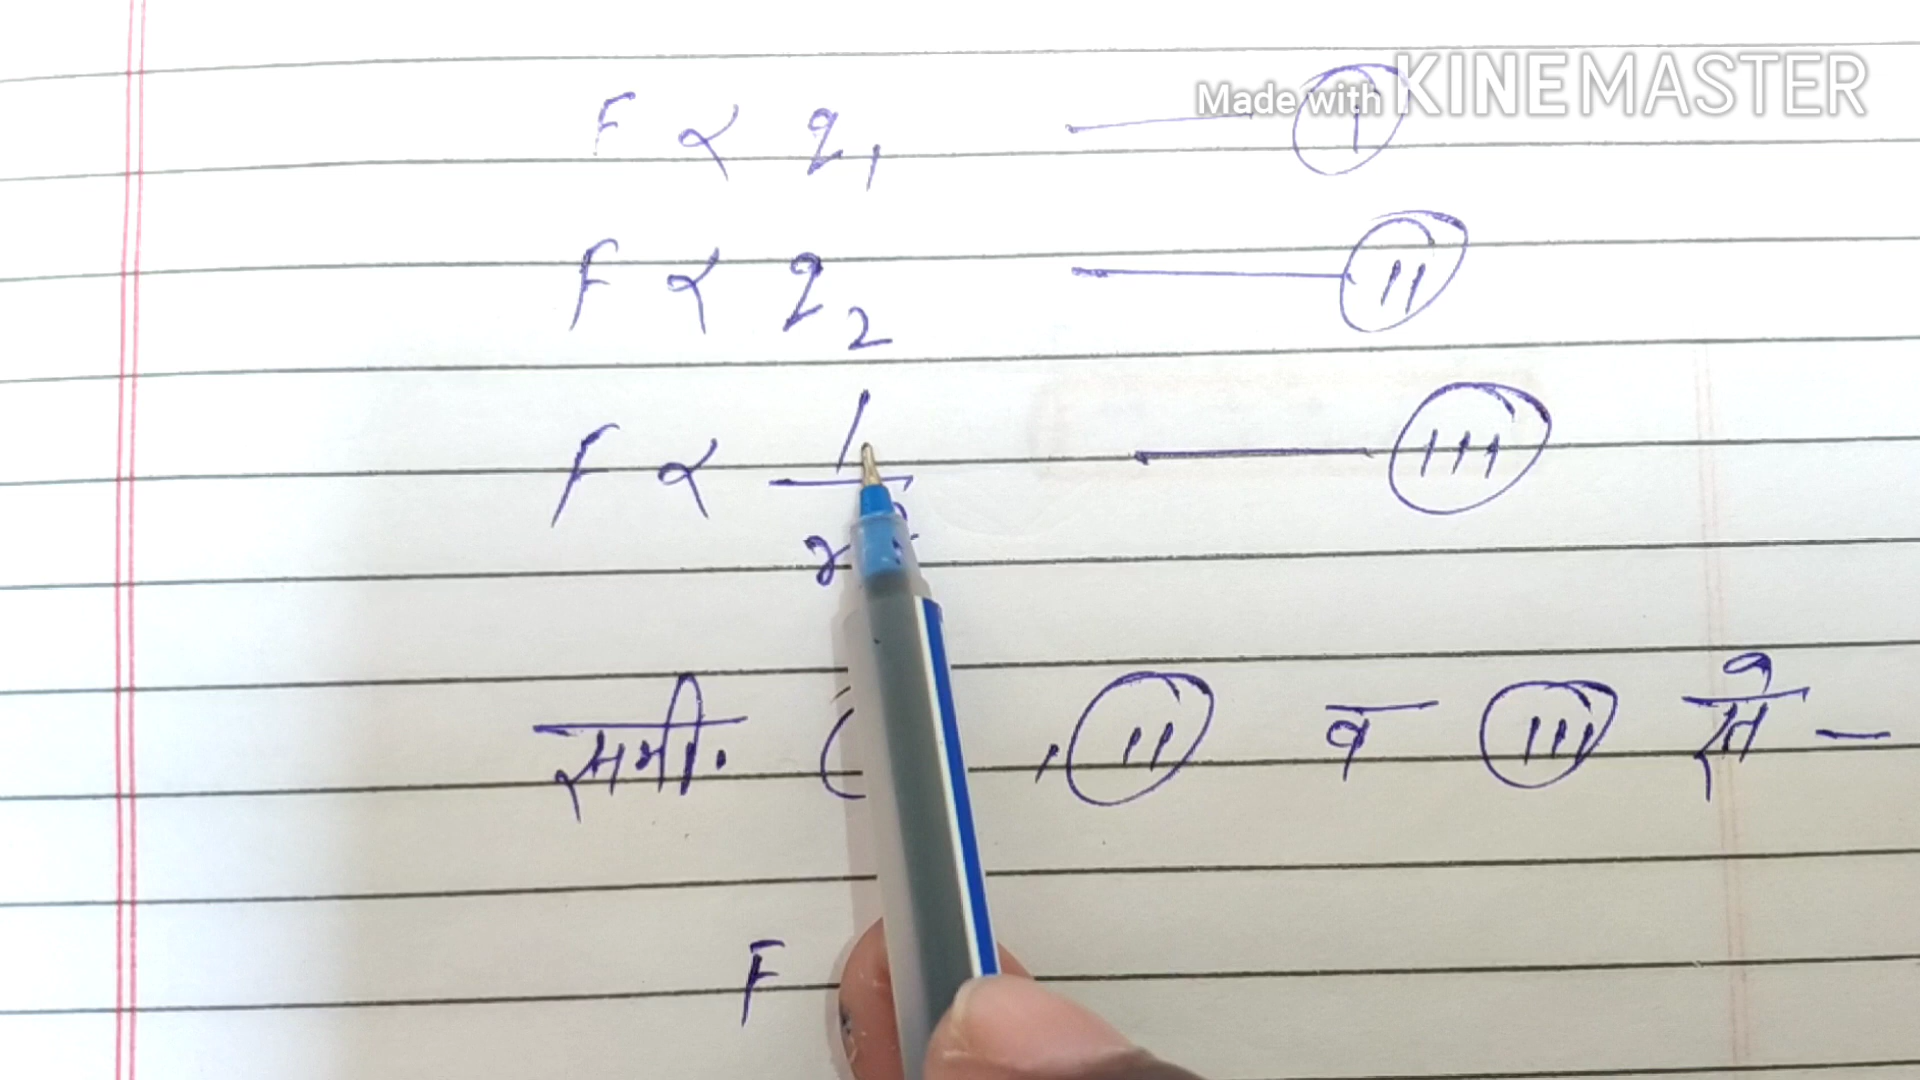 Made with KINEMASTER
F ∝ q₁ — (I)
F ∝ q₂ — (II)
F ∝ 1/r² — (III)
समी. ( , (II) व (III) से —
F